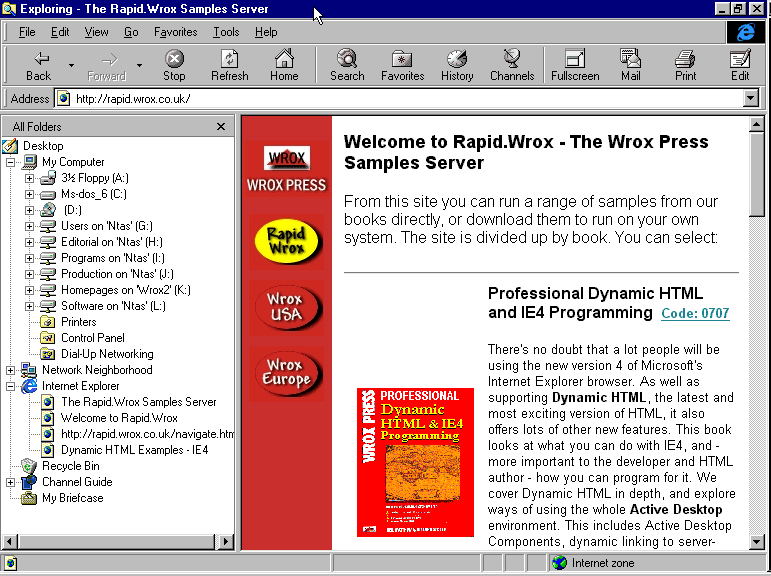 Exploring - The Rapid.Wrox Samples Server
File Edit View Go Favorites Tools Help
Back Forward Stop Refresh Home Search Favorites History Channels Fullscreen Mail Print Edit
Address http://rapid.wrox.co.uk/
All Folders
Desktop
My Computer
3½ Floppy (A:)
Ms-dos_6 (C:)
(D:)
Users on 'Ntas' (G:)
Editorial on 'Ntas' (H:)
Programs on 'Ntas' (I:)
Production on 'Ntas' (J:)
Homepages on 'Wrox2' (K:)
Software on 'Ntas' (L:)
Printers
Control Panel
Dial-Up Networking
Network Neighborhood
Internet Explorer
The Rapid.Wrox Samples Server
Welcome to Rapid.Wrox
http://rapid.wrox.co.uk/navigate.htm
Dynamic HTML Examples - IE4
Recycle Bin
Channel Guide
My Briefcase
WROX
WROX PRESS
Rapid
Wrox
Wrox
USA
Wrox
Europe
Welcome to Rapid.Wrox - The Wrox Press
Samples Server
From this site you can run a range of samples from our
books directly, or download them to run on your own
system. The site is divided up by book. You can select:
Professional Dynamic HTML
and IE4 Programming Code: 0707
WROX PRESS
PROFESSIONAL
Dynamic
HTML & IE4
Programming
There's no doubt that a lot people will be
using the new version 4 of Microsoft's
Internet Explorer browser. As well as
supporting Dynamic HTML, the latest and
most exciting version of HTML, it also
offers lots of other new features. This book
looks at what you can do with IE4, and -
more important to the developer and HTML
author - how you can program for it. We
cover Dynamic HTML in depth, and explore
ways of using the whole Active Desktop
environment. This includes Active Desktop
Components, dynamic linking to server-
Internet zone